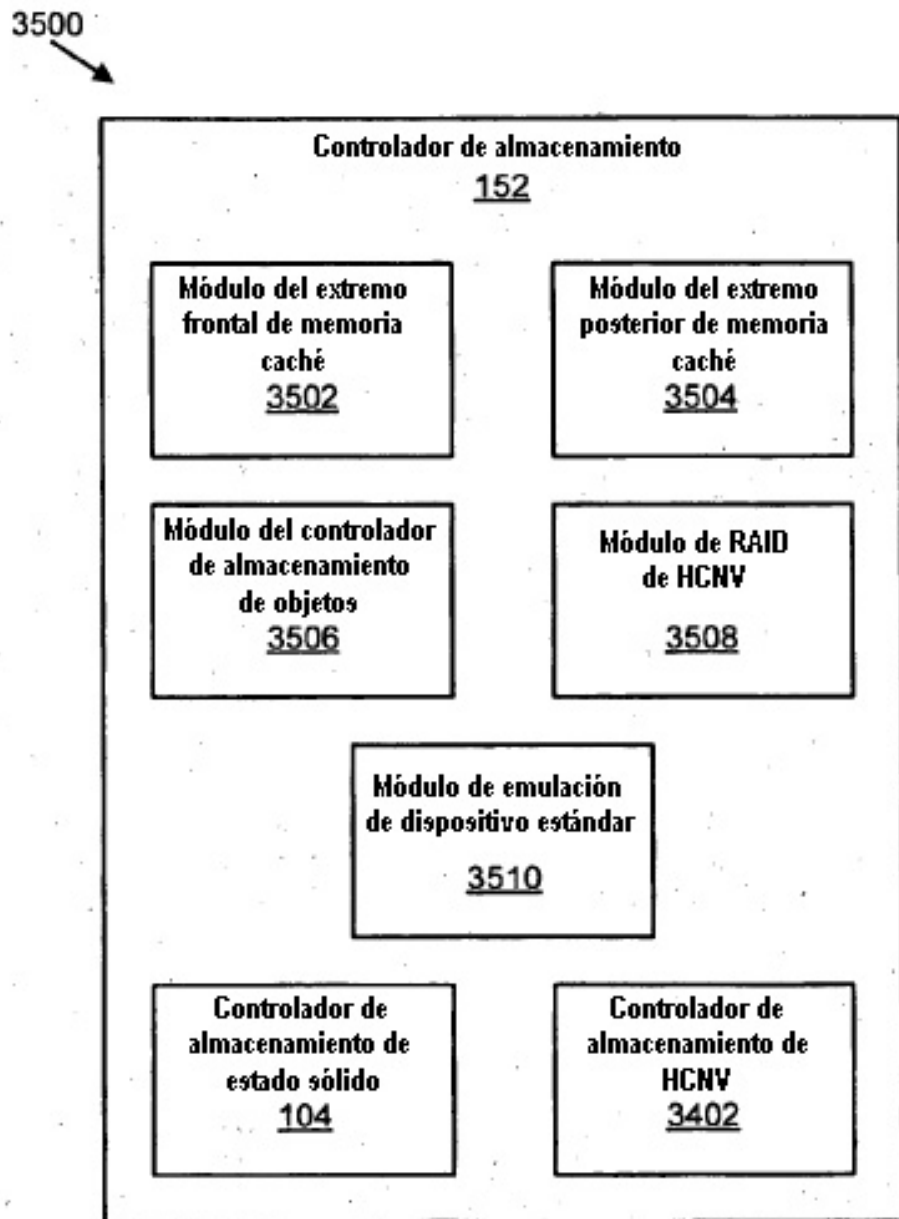 3500
Controlador de almacenamiento
152
Módulo del extremo
frontal de memoria
caché
3502
Módulo del extremo
posterior de memoria
caché
3504
Módulo del controlador
de almacenamiento
de objetos
3506
Módulo de RAID
de HCNV
3508
Módulo de emulación
de dispositivo estándar
3510
Controlador de
almacenamiento de
estado sólido
104
Controlador de
almacenamiento de
HCNV
3402